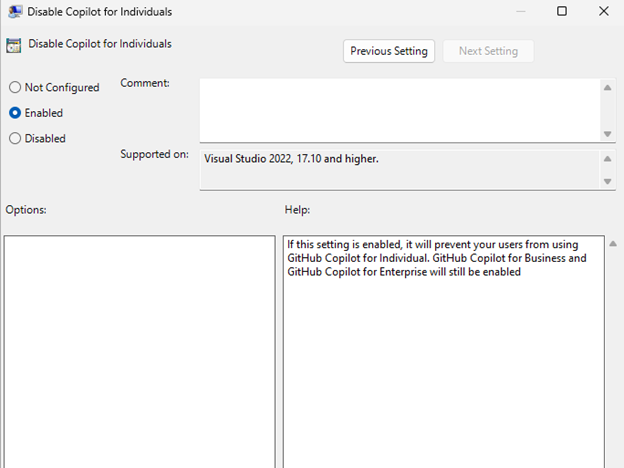 Disable Copilot for Individuals
Disable Copilot for Individuals
Previous Setting
Next Setting
Not Configured
Comment:
Enabled
Disabled
Supported on:
Visual Studio 2022, 17.10 and higher.
Options:
Help:
If this setting is enabled, it will prevent your users from using
GitHub Copilot for Individual. GitHub Copilot for Business and
GitHub Copilot for Enterprise will still be enabled